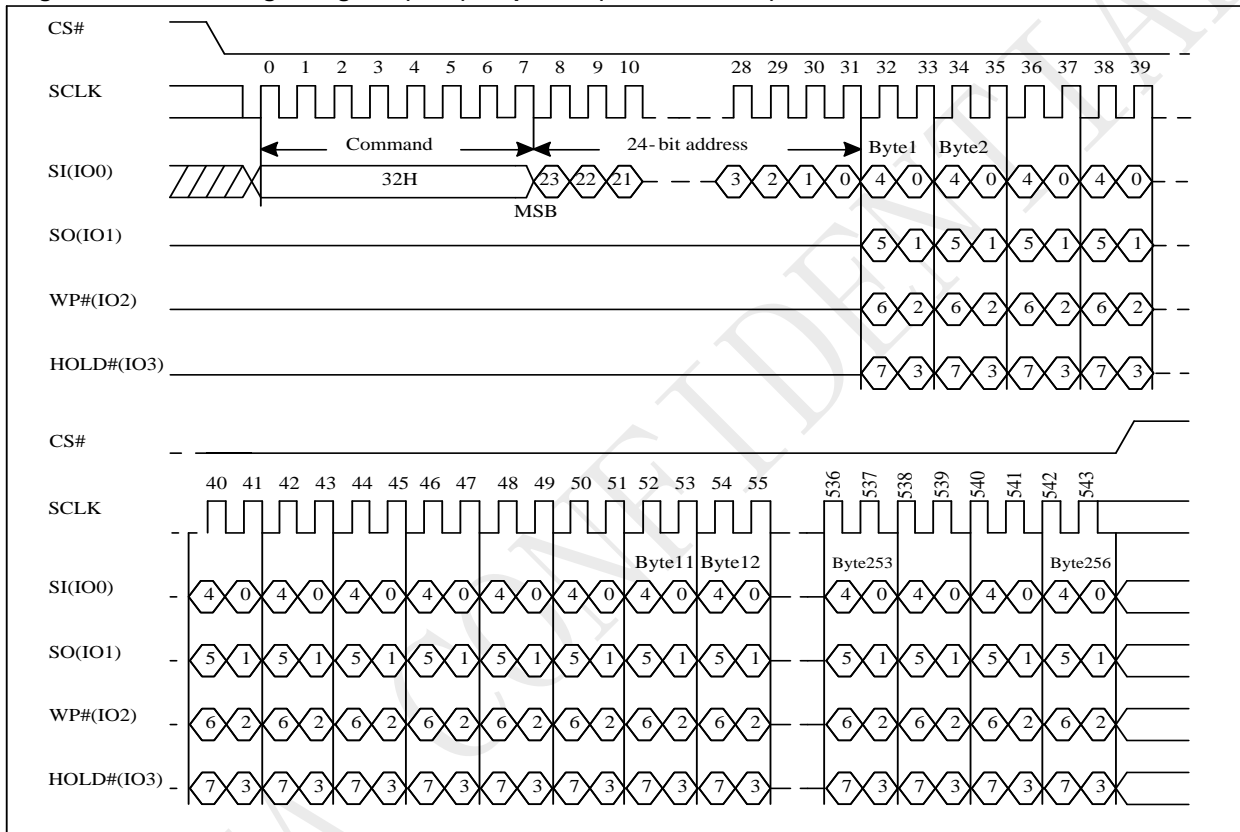 CS#
0 1 2 3 4 5 6 7 8 9 10 28 29 30 31 32 33 34 35 36 37 38 39
SCLK
Command 24-bit address Byte1 Byte2
SI(IO0) 32H 23 22 21 3 2 1 0 4 0 4 0 4 0 4 0
MSB
SO(IO1) 5 1 5 1 5 1 5 1
WP#(IO2) 6 2 6 2 6 2 6 2
HOLD#(IO3) 7 3 7 3 7 3 7 3
CS#
40 41 42 43 44 45 46 47 48 49 50 51 52 53 54 55 536 537 538 539 540 541 542 543
SCLK
Byte11 Byte12 Byte253 Byte256
SI(IO0) 4 0 4 0 4 0 4 0 4 0 4 0 4 0 4 0 4 0 4 0 4 0 4 0
SO(IO1) 5 1 5 1 5 1 5 1 5 1 5 1 5 1 5 1 5 1 5 1 5 1 5 1
WP#(IO2) 6 2 6 2 6 2 6 2 6 2 6 2 6 2 6 2 6 2 6 2 6 2 6 2
HOLD#(IO3) 7 3 7 3 7 3 7 3 7 3 7 3 7 3 7 3 7 3 7 3 7 3 7 3
CONFIDENTIAL